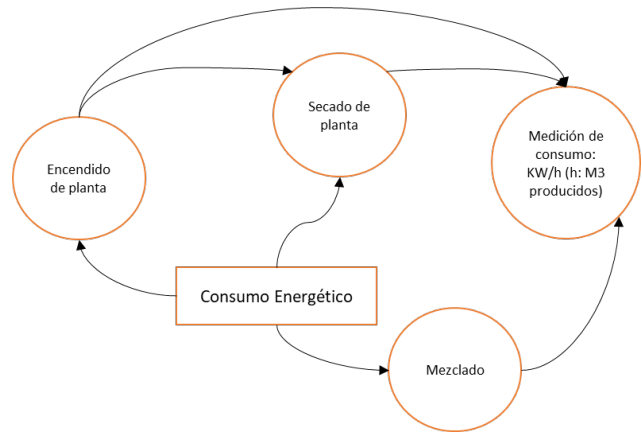 Secado de
planta
Medición de
consumo:
KW/h (h: M3
producidos)
Encendido
de planta
Consumo Energético
Mezclado